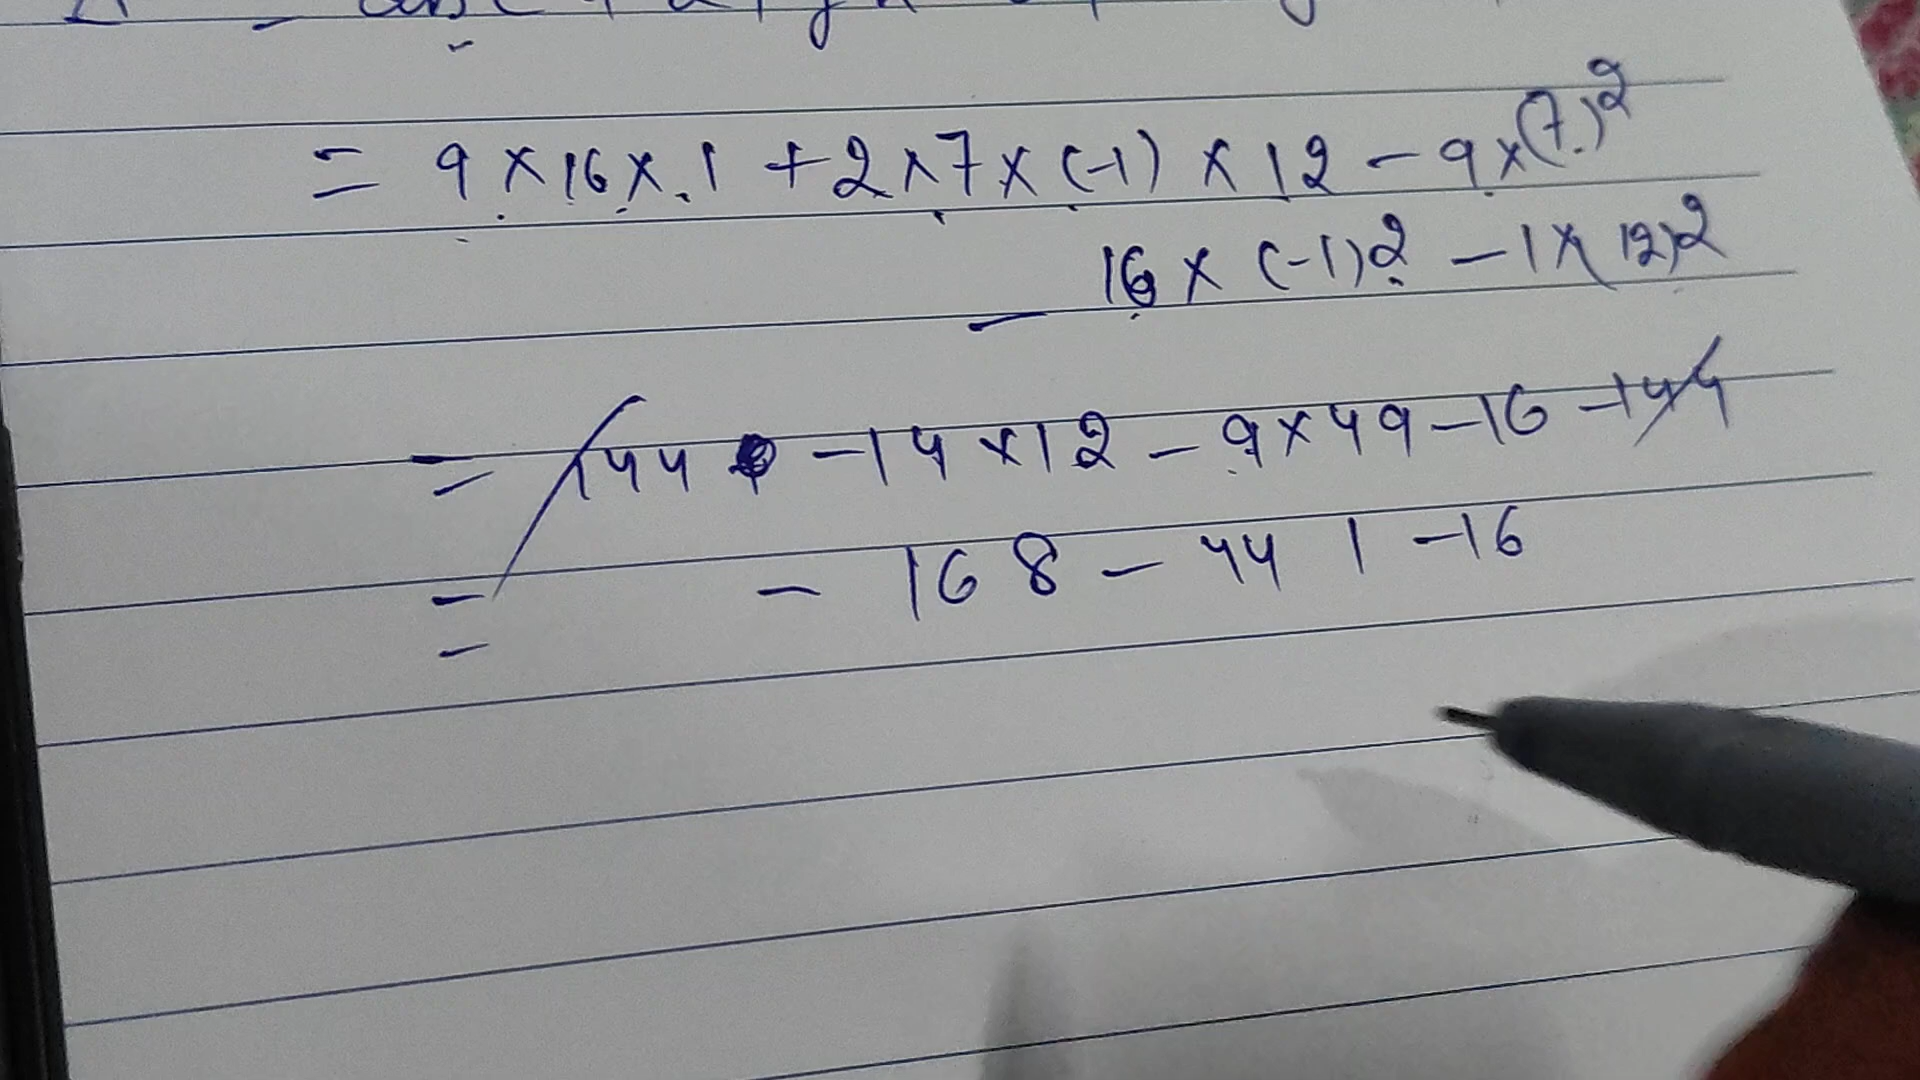 = 9 × 16 × 1 + 2 × 7 × (-1) × 12 - 9 × (7)²
- 16 × (-1)² - 1 × (12)²
= 144 - 14 × 12 - 9 × 49 - 16 - 144
= - 168 - 441 - 16